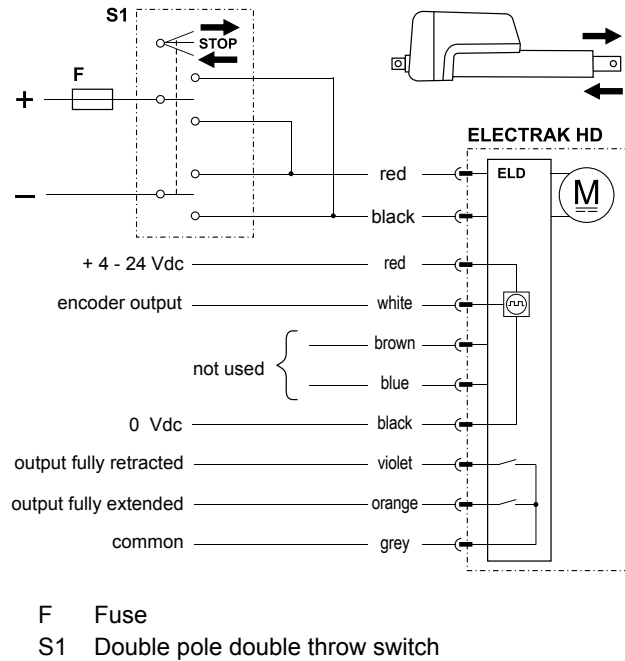 S1
STOP
F
+
–
ELECTRAK HD
red
ELD
M
black
+ 4 - 24 Vdc red
encoder output white
brown
not used
blue
0 Vdc black
output fully retracted violet
output fully extended orange
common grey
F Fuse
S1 Double pole double throw switch